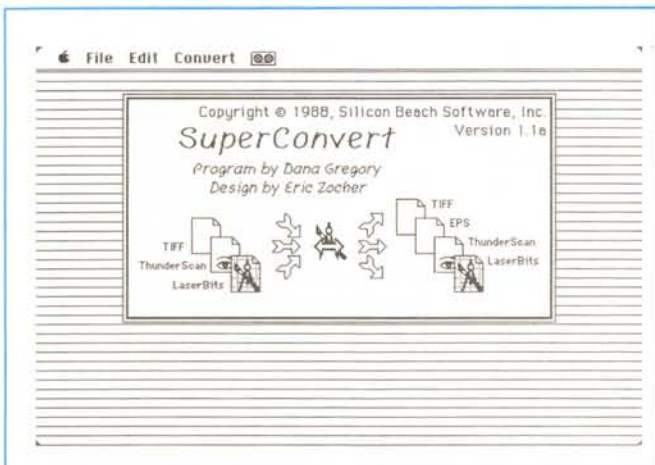 File Edit Convert
Copyright © 1988, Silicon Beach Software, Inc.
SuperConvert
Version 1.1a
Program by Dana Gregory
Design by Eric Zocher
TIFF
ThunderScan
LaserBits
TIFF
EPS
ThunderScan
LaserBits